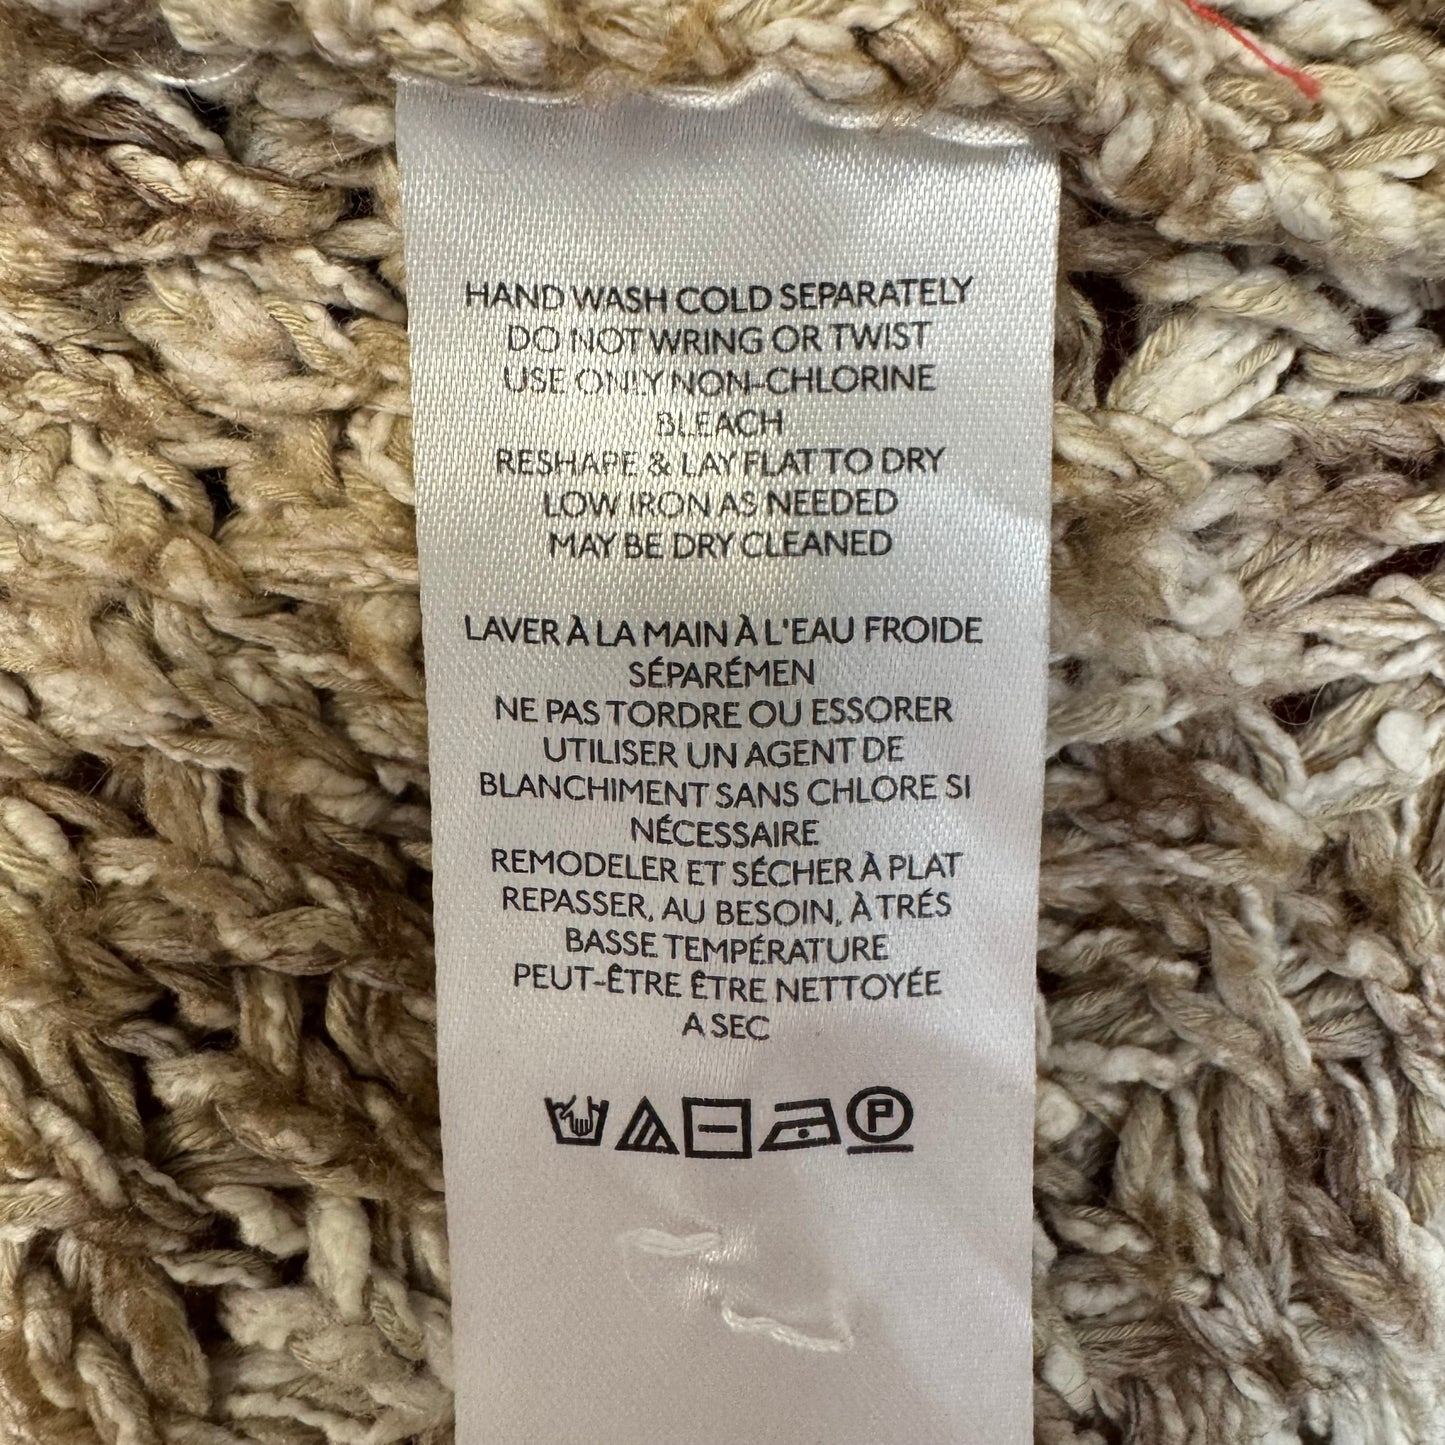 HAND WASH COLD SEPARATELY
DO NOT WRING OR TWIST
USE ONLY NON-CHLORINE
BLEACH
RESHAPE & LAY FLAT TO DRY
LOW IRON AS NEEDED
MAY BE DRY CLEANED
LAVER À LA MAIN À L'EAU FROIDE
SÉPARÉMEN
NE PAS TORDRE OU ESSORER
UTILISER UN AGENT DE
BLANCHIMENT SANS CHLORE SI
NÉCESSAIRE
REMODELER ET SÉCHER À PLAT
REPASSER, AU BESOIN, À TRÉS
BASSE TEMPÉRATURE
PEUT-ÊTRE ÊTRE NETTOYÉE
A SEC
P